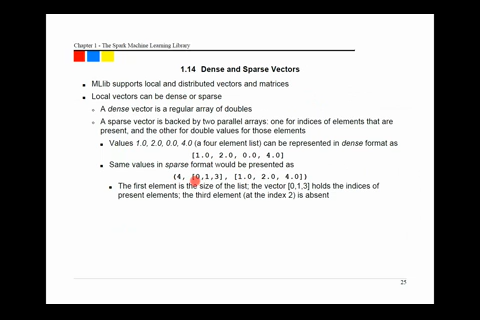 Chapter 1 - The Spark Machine Learning Library
1.14 Dense and Sparse Vectors
MLlib supports local and distributed vectors and matrices
Local vectors can be dense or sparse
A dense vector is a regular array of doubles
A sparse vector is backed by two parallel arrays: one for indices of elements that are
present, and the other for double values for those elements
Values 1.0, 2.0, 0.0, 4.0 (a four element list) can be represented in dense format as
[1.0, 2.0, 0.0, 4.0]
Same values in sparse format would be presented as
(4, [0,1,3], [1.0, 2.0, 4.0])
The first element is the size of the list; the vector [0,1,3] holds the indices of
present elements; the third element (at the index 2) is absent
25